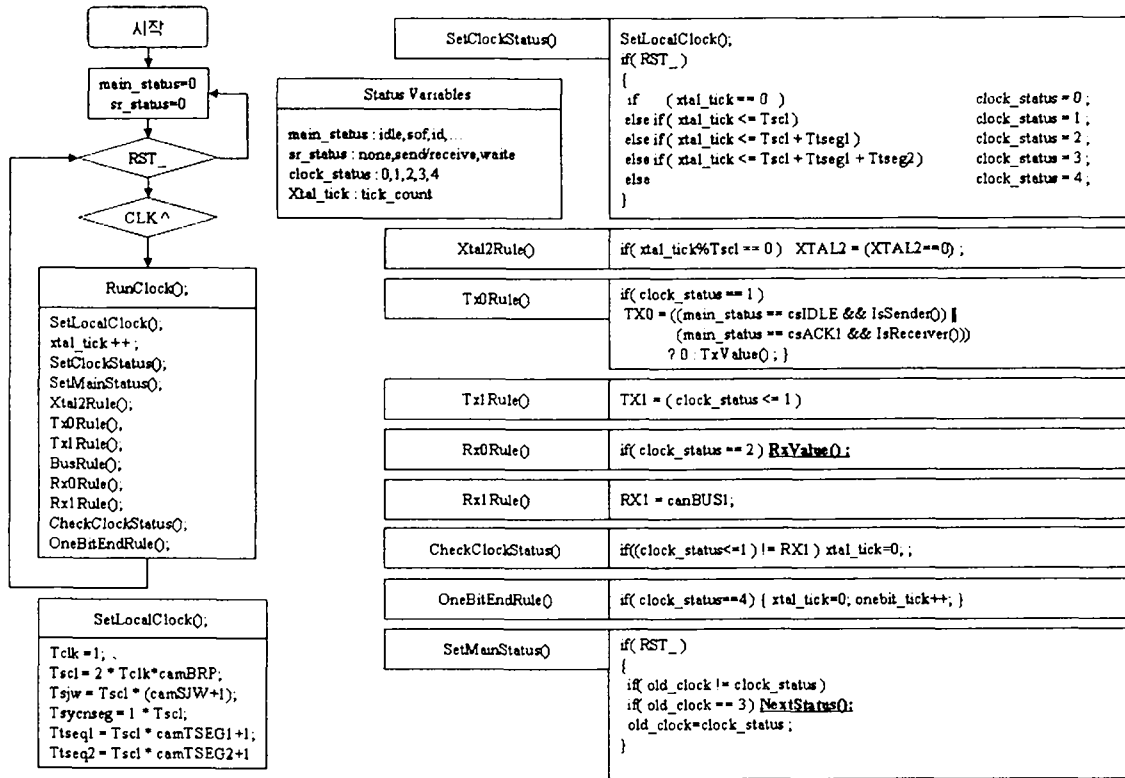 시작
main_status=0
sr_status=0
RST_
CLK ^
RunClock();
SetLocalClock();
xtal_tick ++ ;
SetClockStatus();
SetMainStatus();
Xtal2Rule();
Tx0Rule(),
Tx1Rule();
BusRule();
Rx0Rule();
Rx1Rule();
CheckClockStatus();
OneBitEndRule();
SetLocalClock();
Tclk =1;
Tscl= 2 * Tclk*camBRP;
Tsjw = Tscl * (camSJW+1);
Tsycnseg= 1 * Tscl;
Ttseq1 = Tscl * camTSEG1+1;
Ttseq2 = Tscl * camTSEG2+1
Status Variables
main_status : idle,sof,id,...
sr_status : none,send/receive,waite
clock_status : 0,1,2,3,4
Xtal_tick : tick_count
SetClockStatus()
SetLocalClock();
if( RST_ )
{
if ( xtal_tick == 0 ) clock_status = 0 ;
else if ( xtal_tick <= Tscl ) clock_status = 1 ;
else if ( xtal_tick <= Tscl + Ttseg1 ) clock_status = 2 ;
else if ( xtal_tick <= Tscl + Ttseg1 + Ttseg2 ) clock_status = 3 ;
else clock_status = 4 ;
}
Xtal2Rule()
if( xtal_tick%Tscl == 0 ) XTAL2 = (XTAL2==0) ;
Tx0Rule()
if( clock_status == 1 )
TX0 = ((main_status == csIDLE && IsSender()) ||
(main_status == csACK1 && IsReceiver()))
? 0 : TxValue() ; }
Tx1Rule()
TX1 = ( clock_status <= 1 )
Rx0Rule()
if( clock_status == 2 ) RxValue() ;
Rx1Rule()
RX1 = canBUS1;
CheckClockStatus()
if((clock_status<=1 ) != RX1 ) xtal_tick=0; ;
OneBitEndRule()
if( clock_status==4 ) { xtal_tick=0; onebit_tick++; }
SetMainStatus()
if( RST_ )
{
if( old_clock != clock_status )
if( old_clock == 3 ) NextStatus();
old_clock=clock_status ;
}